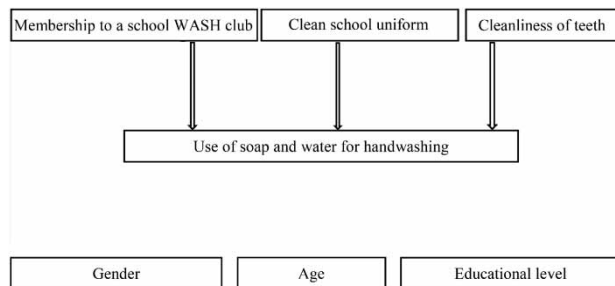 Membership to a school WASH club
Clean school uniform
Cleanliness of teeth
Use of soap and water for handwashing
Gender
Age
Educational level